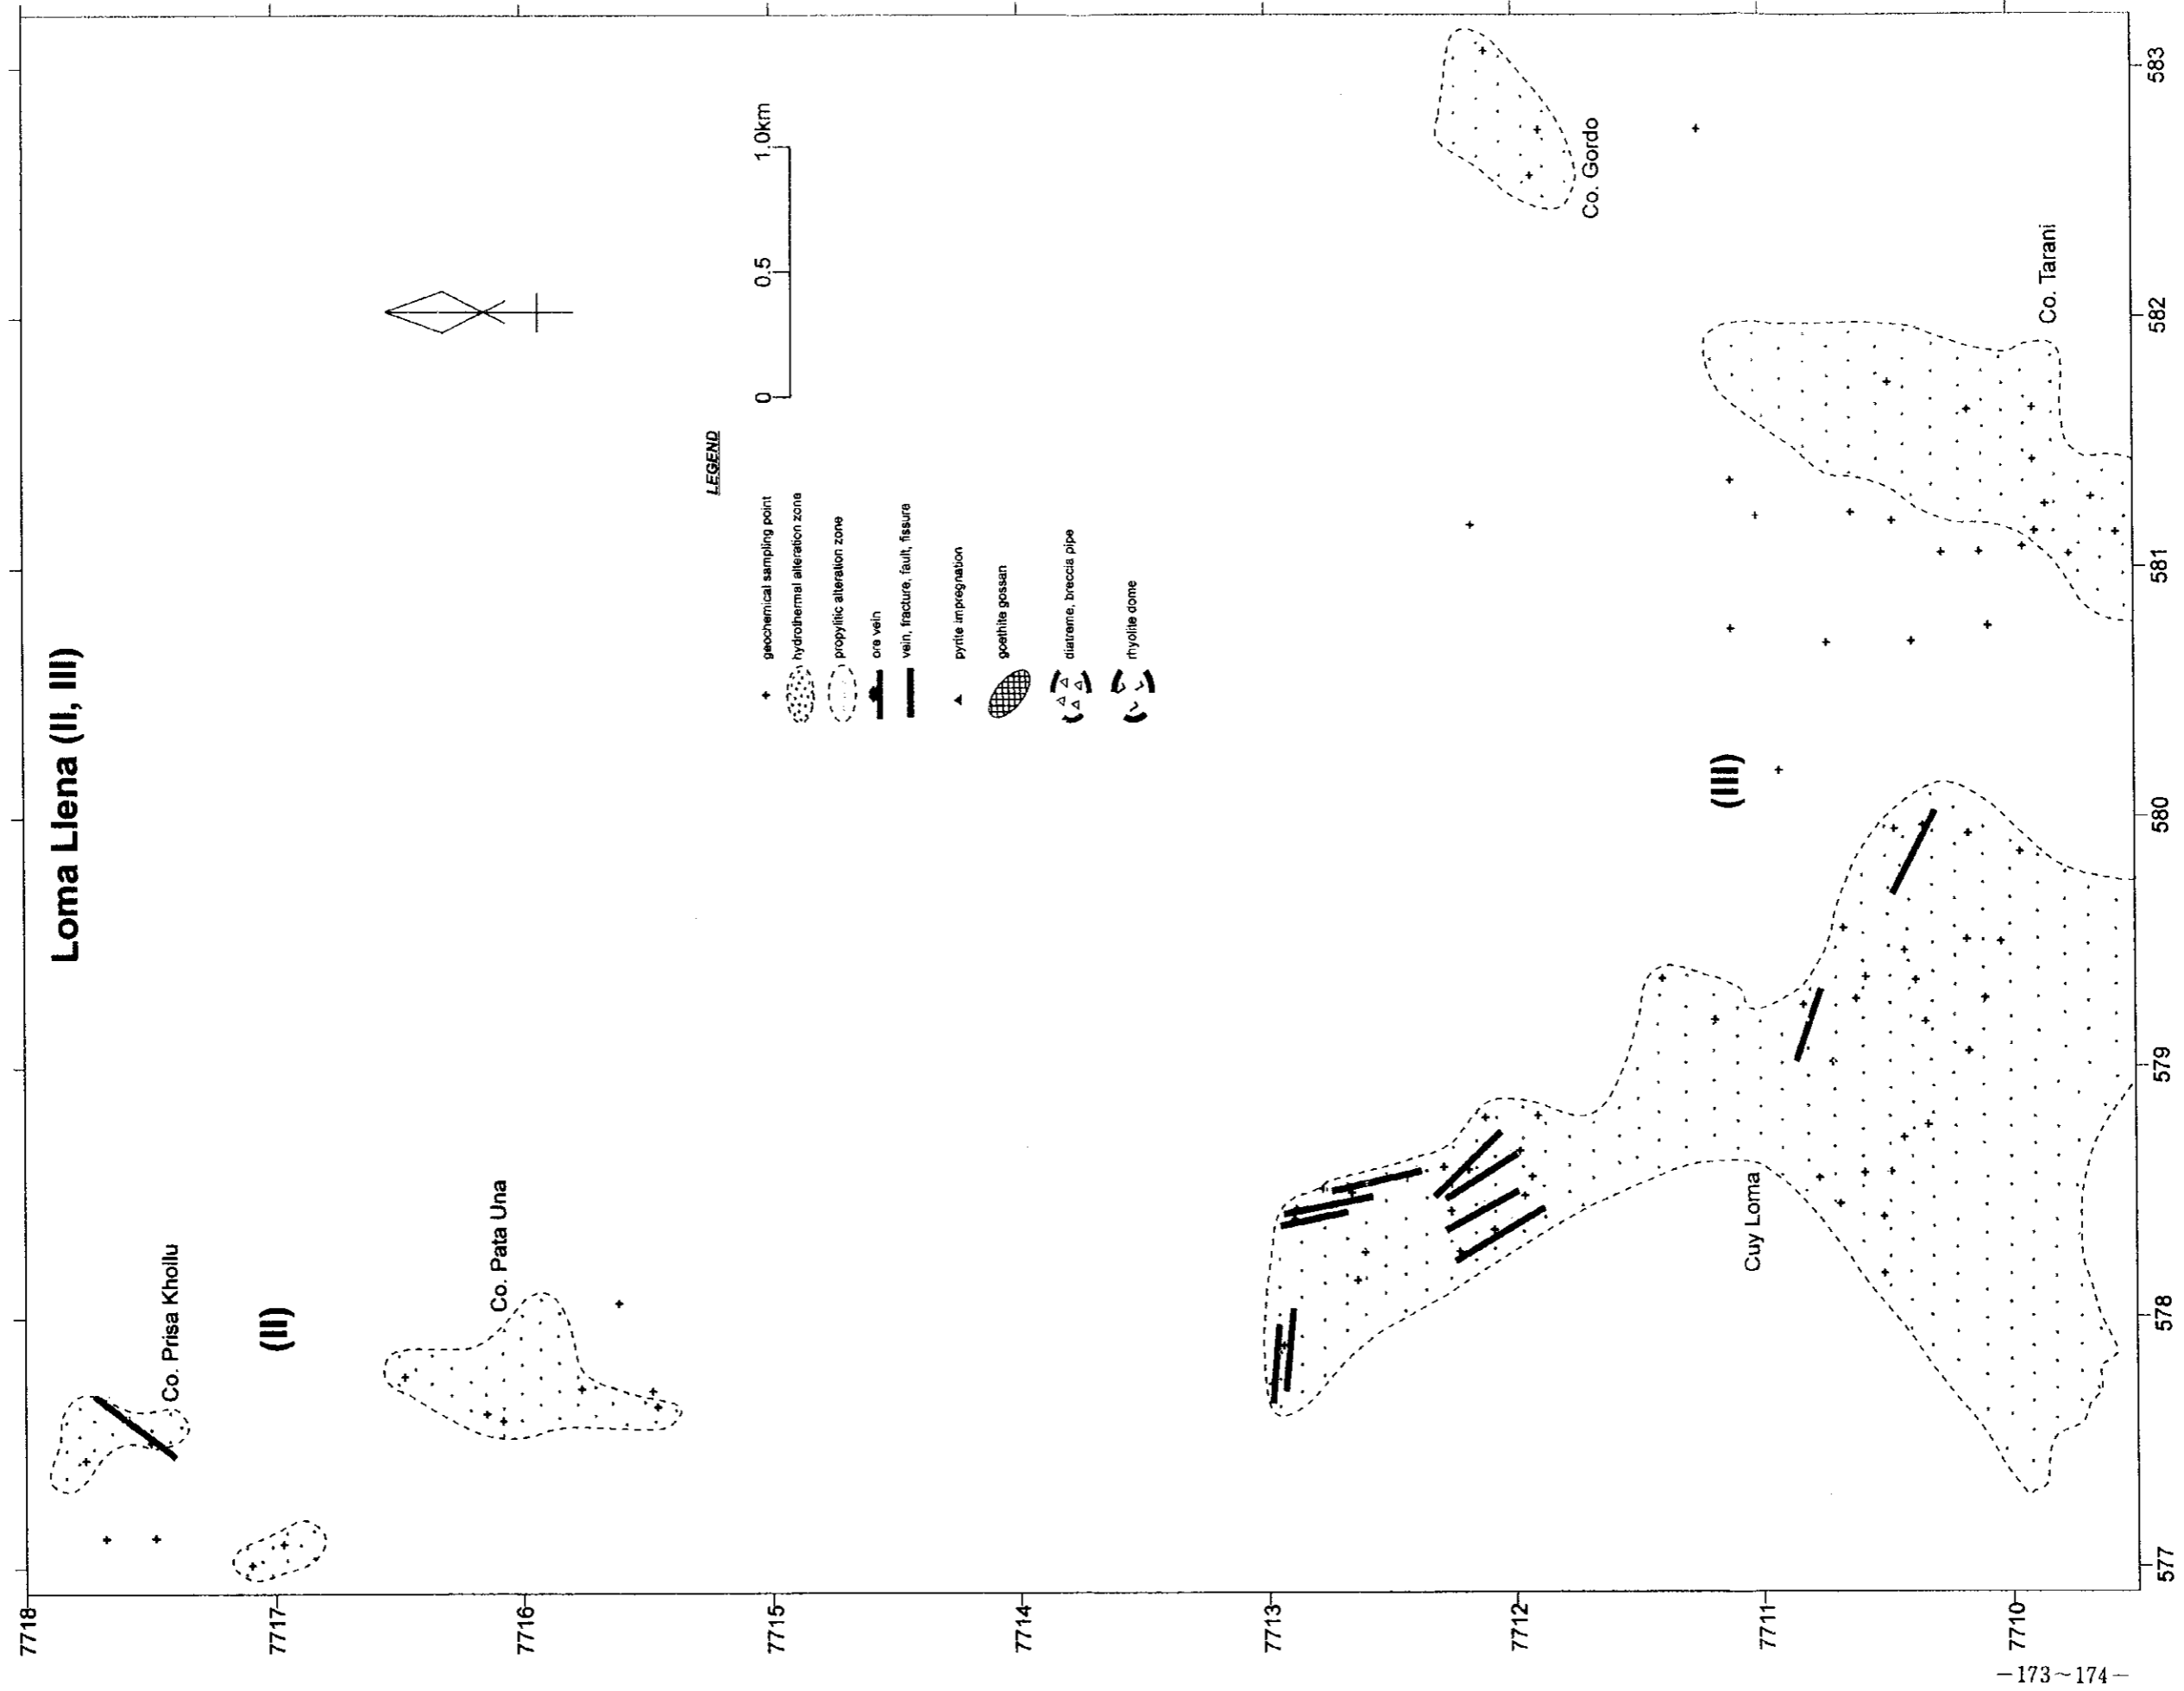 Loma Llena (II, III)
Co. Prisa Khollu
(II)
Co. Pata Una
LEGEND
geochemical sampling point
hydrothermal alteration zone
propylitic alteration zone
ore vein
vein, fracture, fault, fissure
pyrite impregnation
goethite gossan
diatreme, breccia pipe
rhyolite dome
0
0.5
1.0km
Co. Gordo
Co. Tarani
(III)
Cuy Loma
7718
7717
7716
7715
7714
7713
7712
7711
7710
577
578
579
580
581
582
583
-173~174-